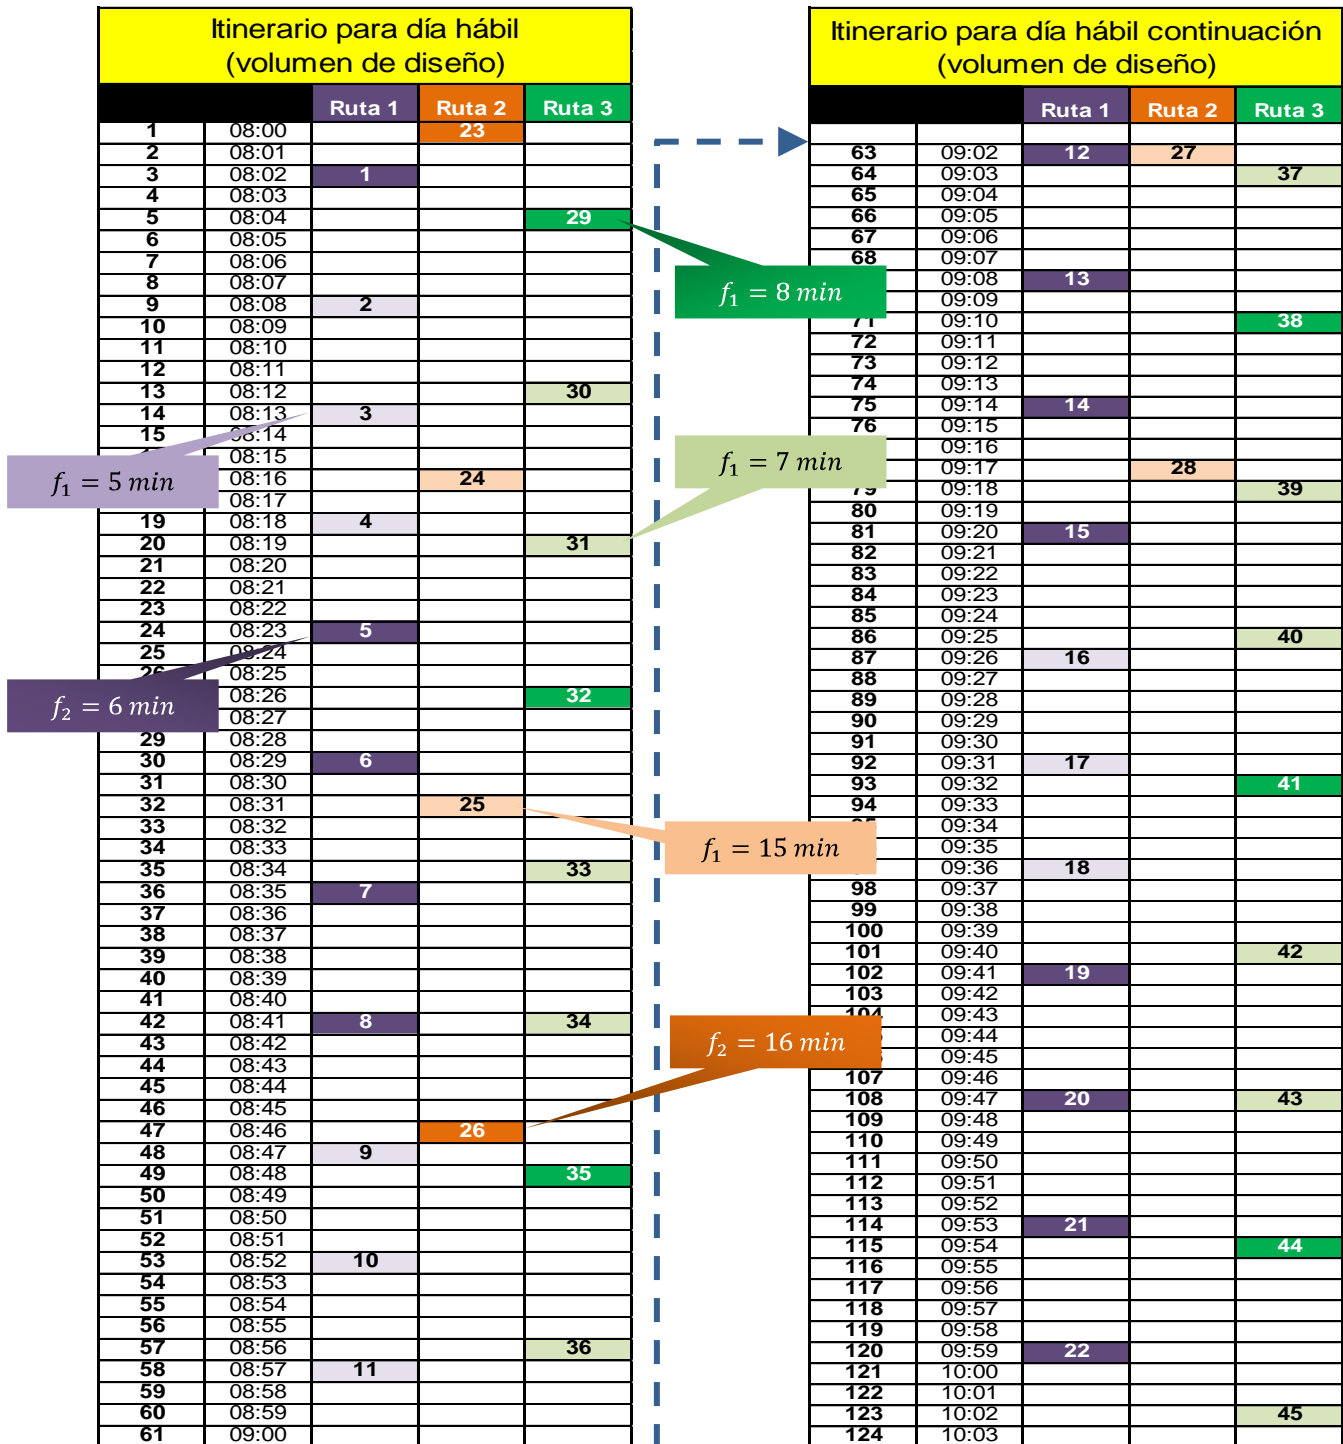 Itinerario para día hábil
(volumen de diseño)
Ruta 1 Ruta 2 Ruta 3
1 08:00 23
2 08:01
3 08:02 1
4 08:03
5 08:04 29
6 08:05
7 08:06
8 08:07
9 08:08 2
10 08:09
11 08:10
12 08:11
13 08:12 30
14 08:13 3
15 08:14
08:15
08:16 24
08:17
19 08:18 4
20 08:19 31
21 08:20
22 08:21
23 08:22
24 08:23 5
25 08:24
26 08:25
08:26 32
08:27
29 08:28
30 08:29 6
31 08:30
32 08:31 25
33 08:32
34 08:33
35 08:34 33
36 08:35 7
37 08:36
38 08:37
39 08:38
40 08:39
41 08:40
42 08:41 8 34
43 08:42
44 08:43
45 08:44
46 08:45
47 08:46 26
48 08:47 9
49 08:48 35
50 08:49
51 08:50
52 08:51
53 08:52 10
54 08:53
55 08:54
56 08:55
57 08:56 36
58 08:57 11
59 08:58
60 08:59
61 09:00
f₁ = 5 min
f₂ = 6 min
f₁ = 8 min
f₁ = 7 min
f₁ = 15 min
f₂ = 16 min
Itinerario para día hábil continuación
(volumen de diseño)
Ruta 1 Ruta 2 Ruta 3
63 09:02 12 27
64 09:03 37
65 09:04
66 09:05
67 09:06
68 09:07
09:08 13
09:09
71 09:10 38
72 09:11
73 09:12
74 09:13
75 09:14 14
76 09:15
09:16
09:17 28
79 09:18 39
80 09:19
81 09:20 15
82 09:21
83 09:22
84 09:23
85 09:24
86 09:25 40
87 09:26 16
88 09:27
89 09:28
90 09:29
91 09:30
92 09:31 17
93 09:32 41
94 09:33
95 09:34
09:35
09:36 18
98 09:37
99 09:38
100 09:39
101 09:40 42
102 09:41 19
103 09:42
104 09:43
09:44
09:45
107 09:46
108 09:47 20 43
109 09:48
110 09:49
111 09:50
112 09:51
113 09:52
114 09:53 21
115 09:54 44
116 09:55
117 09:56
118 09:57
119 09:58
120 09:59 22
121 10:00
122 10:01
123 10:02 45
124 10:03